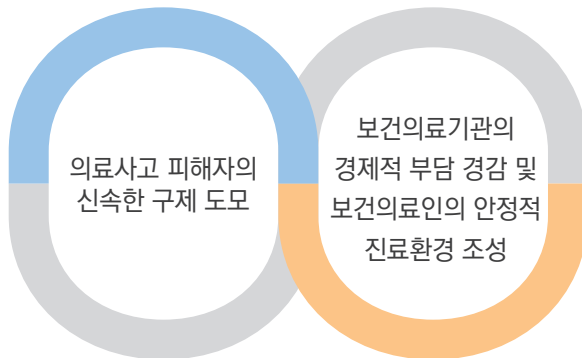 의료사고 피해자의
신속한 구제 도모
보건의료기관의
경제적 부담 경감 및
보건의료인의 안정적
진료환경 조성